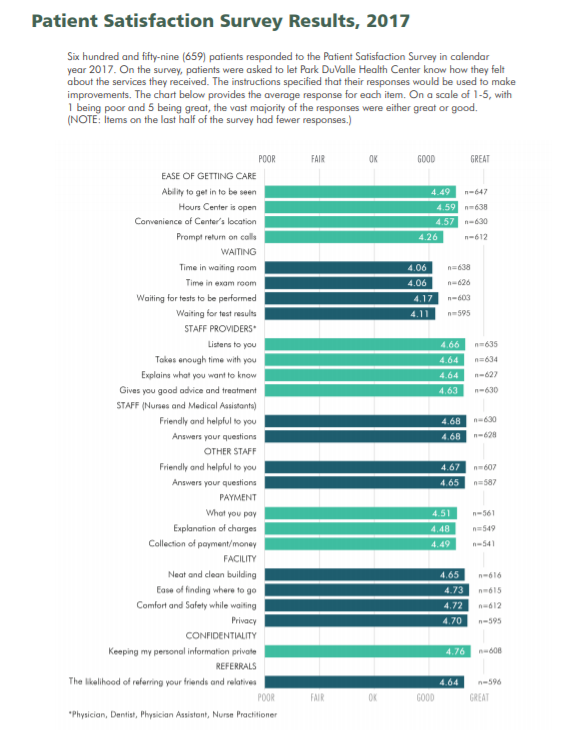 Patient Satisfaction Survey Results, 2017
Six hundred and fifty-nine (659) patients responded to the Patient Satisfaction Survey in calendar
year 2017. On the survey, patients were asked to let Park DuValle Health Center know how they felt
about the services they received. The instructions specified that their responses would be used to make
improvements. The chart below provides the average response for each item. On a scale of 1-5, with
1 being poor and 5 being great, the vast majority of the responses were either great or good.
(NOTE: Items on the last half of the survey had fewer responses.)
POOR FAIR OK GOOD GREAT
EASE OF GETTING CARE
Ability to get in to be seen 4.49 n=647
Hours Center is open 4.59 n=638
Convenience of Center's location 4.57 n=630
Prompt return on calls 4.26 n=612
WAITING
Time in waiting room 4.06 n=638
Time in exam room 4.06 n=626
Waiting for tests to be performed 4.17 n=603
Waiting for test results 4.11 n=595
STAFF PROVIDERS*
Listens to you 4.66 n=635
Takes enough time with you 4.64 n=634
Explains what you want to know 4.64 n=627
Gives you good advice and treatment 4.63 n=630
STAFF (Nurses and Medical Assistants)
Friendly and helpful to you 4.68 n=630
Answers your questions 4.68 n=628
OTHER STAFF
Friendly and helpful to you 4.67 n=607
Answers your questions 4.65 n=587
PAYMENT
What you pay 4.51 n=561
Explanation of charges 4.48 n=549
Collection of payment/money 4.49 n=541
FACILITY
Neat and clean building 4.65 n=616
Ease of finding where to go 4.73 n=615
Comfort and Safety while waiting 4.72 n=612
Privacy 4.70 n=595
CONFIDENTIALITY
Keeping my personal information private 4.76 n=608
REFERRALS
The likelihood of referring your friends and relatives 4.64 n=596
POOR FAIR OK GOOD GREAT
*Physician, Dentist, Physician Assistant, Nurse Practitioner